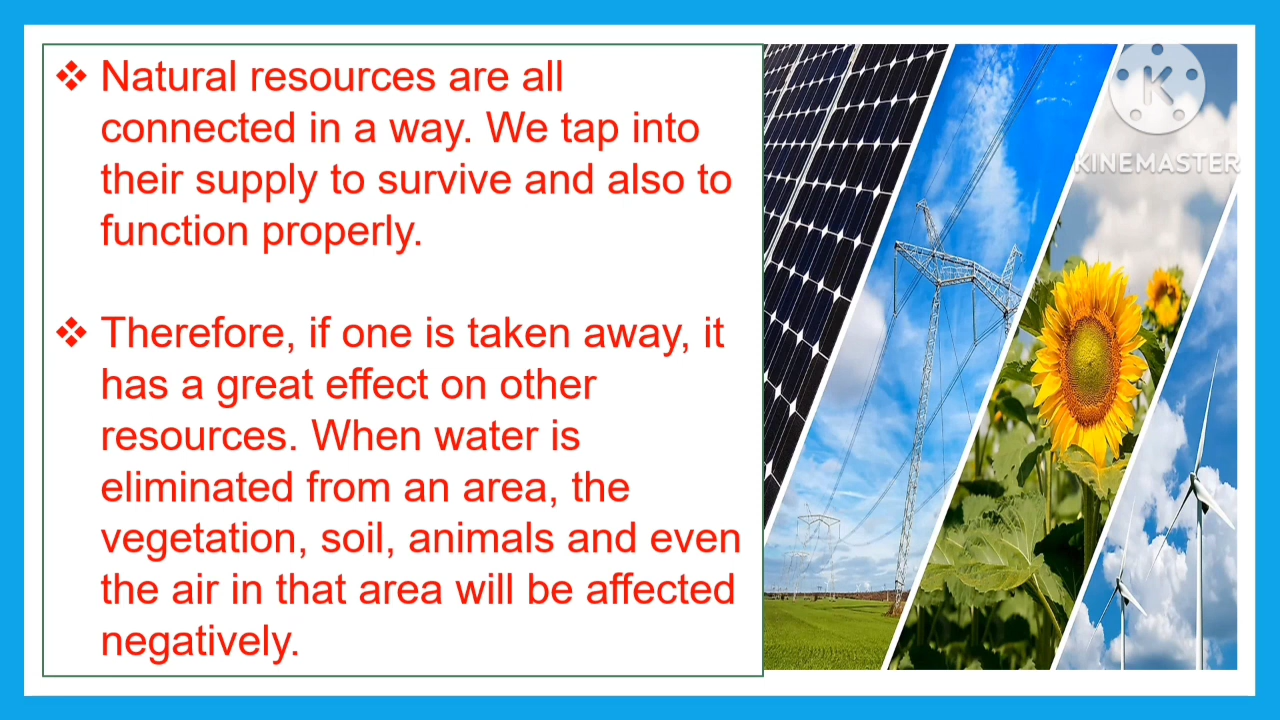 ❖ Natural resources are all
connected in a way. We tap into
their supply to survive and also to
function properly.
❖ Therefore, if one is taken away, it
has a great effect on other
resources. When water is
eliminated from an area, the
vegetation, soil, animals and even
the air in that area will be affected
negatively.
K
KINEMASTER